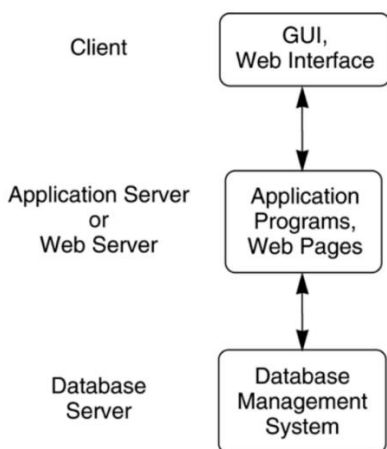 Client
GUI,
Web Interface
Application Server
or
Web Server
Application
Programs,
Web Pages
Database
Server
Database
Management
System